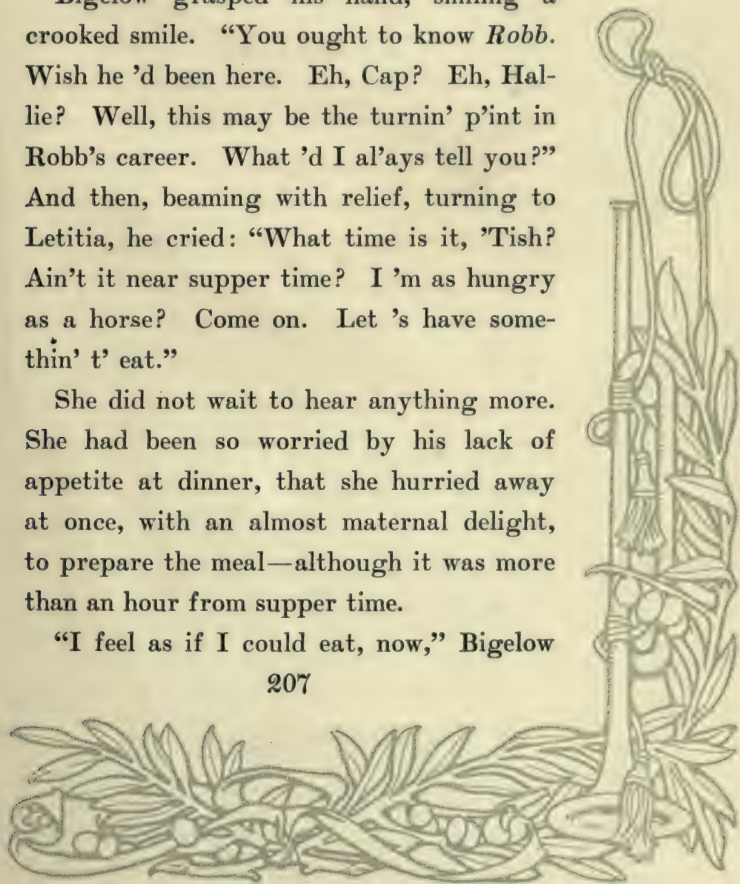 Bigelow grasped his hand, smiling a
crooked smile. “You ought to know Robb.
Wish he ’d been here. Eh, Cap? Eh, Hal-
lie? Well, this may be the turnin’ p’int in
Robb’s career. What ’d I al’ays tell you?”
And then, beaming with relief, turning to
Letitia, he cried: “What time is it, ’Tish?
Ain’t it near supper time? I ’m as hungry
as a horse? Come on. Let ’s have some-
thin’ t’ eat.”
She did not wait to hear anything more.
She had been so worried by his lack of
appetite at dinner, that she hurried away
at once, with an almost maternal delight,
to prepare the meal—although it was more
than an hour from supper time.
“I feel as if I could eat, now,” Bigelow
207